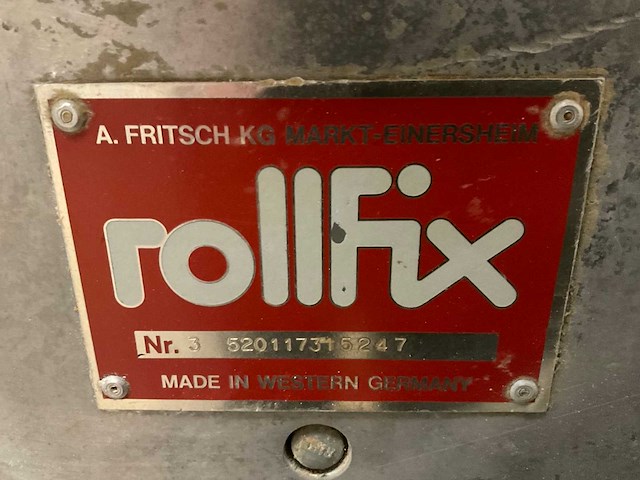 A. FRITSCH KG MARKT-EINERSHEIM
rollfix
Nr. 3 520117315247
MADE IN WESTERN GERMANY